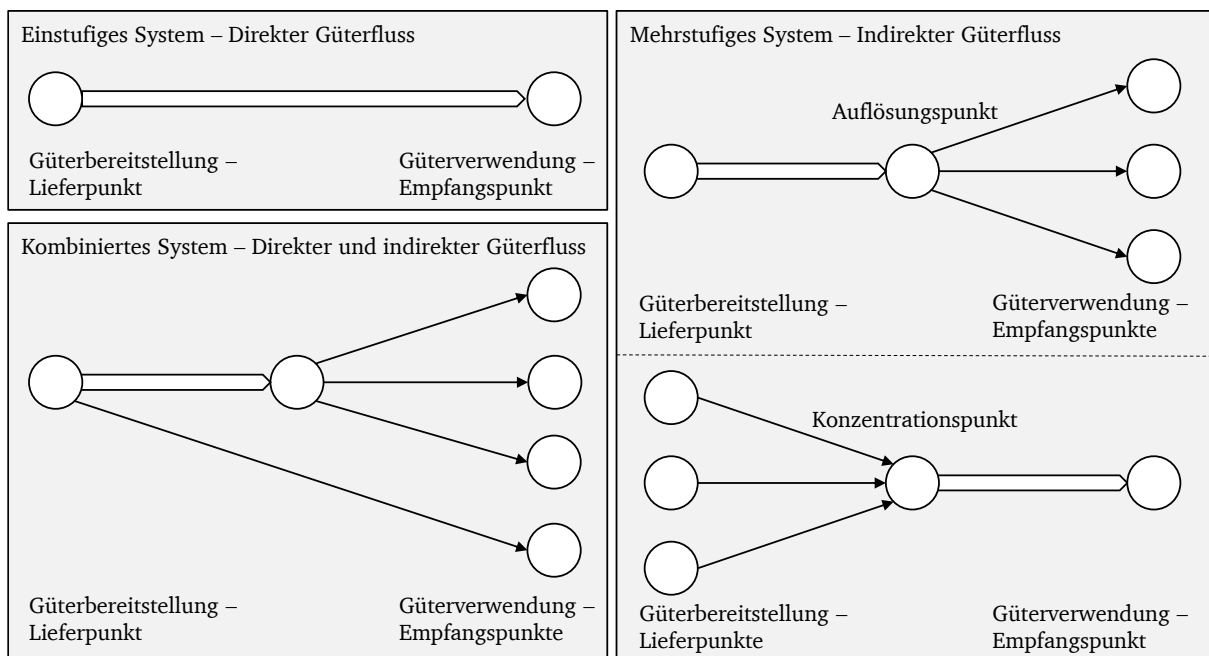 Einstufiges System – Direkter Güterfluss
Güterbereitstellung –
Lieferpunkt
Güterverwendung –
Empfangspunkt
Kombiniertes System – Direkter und indirekter Güterfluss
Güterbereitstellung –
Lieferpunkt
Güterverwendung –
Empfangspunkte
Mehrstufiges System – Indirekter Güterfluss
Auflösungspunkt
Güterbereitstellung –
Lieferpunkt
Güterverwendung –
Empfangspunkte
Konzentrationspunkt
Güterbereitstellung –
Lieferpunkte
Güterverwendung –
Empfangspunkt